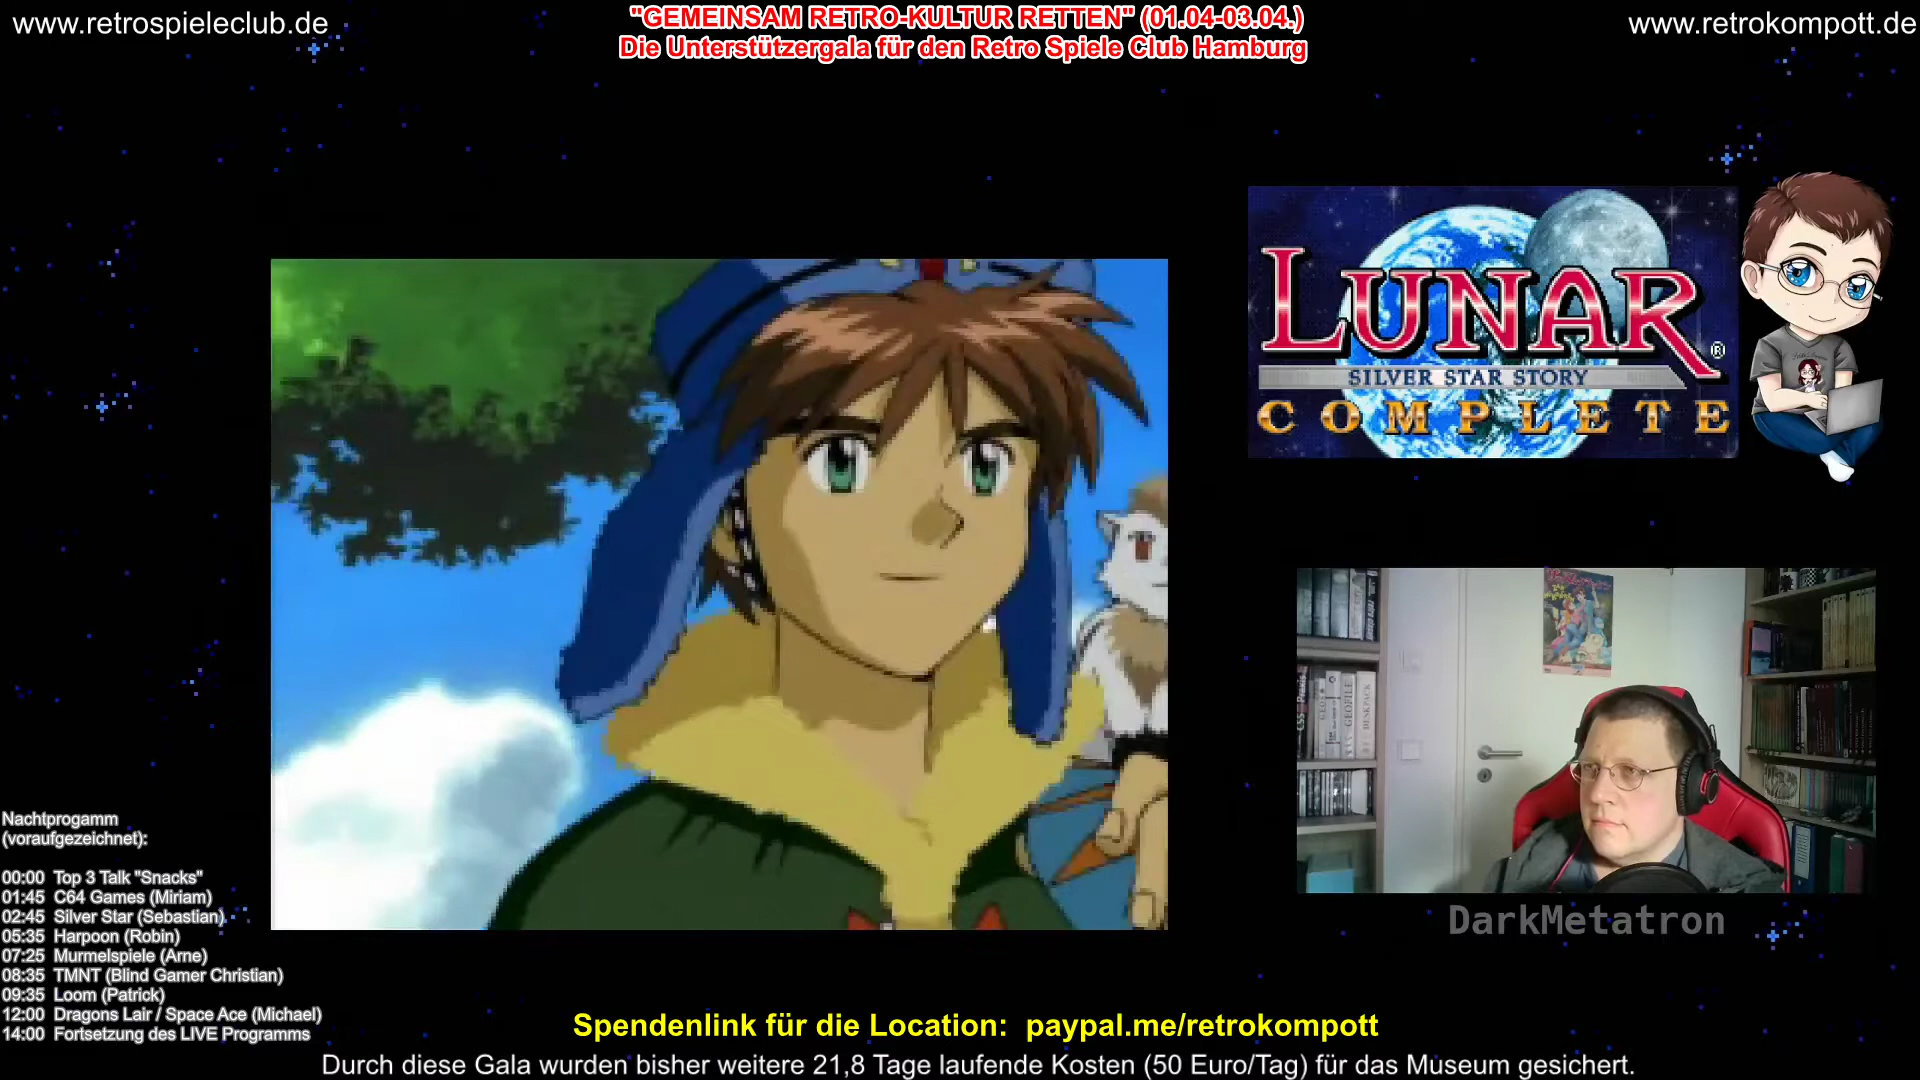 www.retrospieleclub.de
"GEMEINSAM RETRO-KULTUR RETTEN" (01.04-03.04.)
Die Unterstützergala für den Retro Spiele Club Hamburg
www.retrokompott.de
LUNAR®
SILVER STAR STORY
COMPLETE
GEOFILE
DESKPACK
DarkMetatron
Nachtprogamm
(voraufgezeichnet):
00:00 Top 3 Talk "Snacks"
01:45 C64 Games (Miriam)
02:45 Silver Star (Sebastian)
05:35 Harpoon (Robin)
07:25 Murmelspiele (Arne)
08:35 TMNT (Blind Gamer Christian)
09:35 Loom (Patrick)
12:00 Dragons Lair / Space Ace (Michael)
14:00 Fortsetzung des LIVE Programms
Spendenlink für die Location: paypal.me/retrokompott
Durch diese Gala wurden bisher weitere 21,8 Tage laufende Kosten (50 Euro/Tag) für das Museum gesichert.